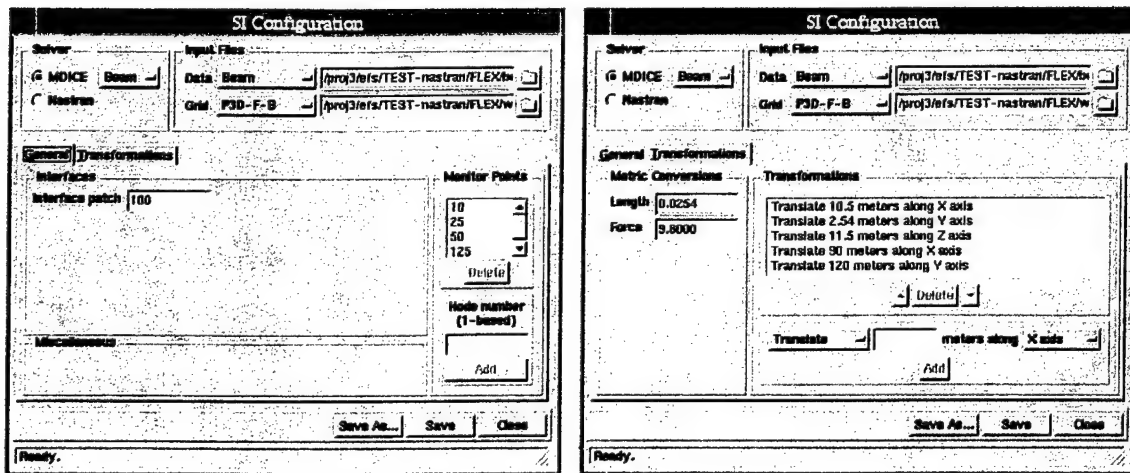 SI Configuration
Solver
Input Files
MDICE Beam
Data Beam /proj3/efs/TEST-nastran/FLEX/b
Nastran
Grid P3D-F-B /proj3/efs/TEST-nastran/FLEX/w
General Transformations
Interfaces
Interface patch 100
Monitor Points
10
25
50
125
Delete
Node number
(1-based)
Miscellaneous
Add
Save As... Save Close
Ready.
SI Configuration
Solver
Input Files
MDICE Beam
Data Beam /proj3/efs/TEST-nastran/FLEX/b
Nastran
Grid P3D-F-B /proj3/efs/TEST-nastran/FLEX/w
General Transformations
Metric Conversions
Length 0.0254
Force 9.8000
Transformations
Translate 10.5 meters along X axis
Translate 2.54 meters along Y axis
Translate 11.5 meters along Z axis
Translate 90 meters along X axis
Translate 120 meters along Y axis
Delete
Translate meters along X axis
Add
Save As... Save Close
Ready.